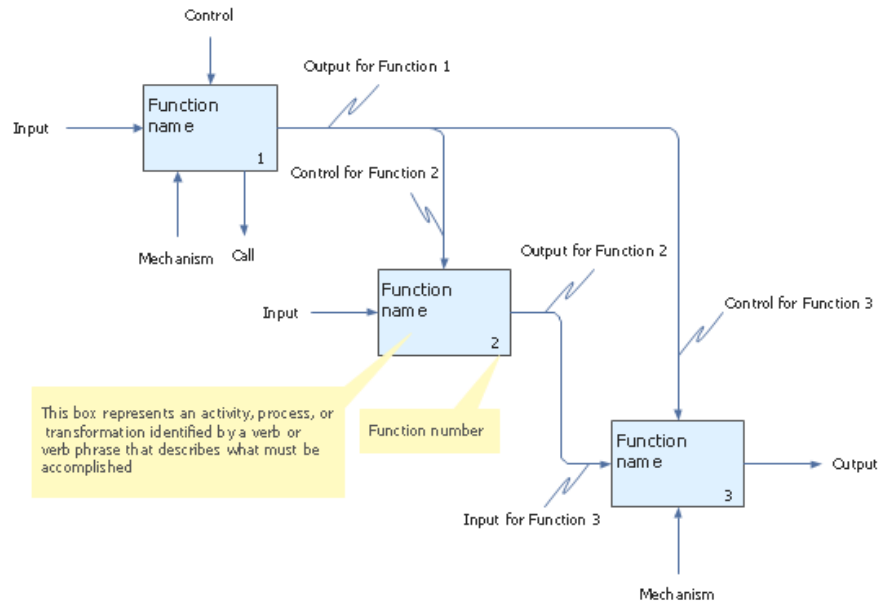 Control
Output for Function 1
Function
name
1
Input
Control for Function 2
Mechanism
Call
Output for Function 2
Function
name
2
Input
Control for Function 3
This box represents an activity, process, or
transformation identified by a verb or
verb phrase that describes what must be
accomplished
Function number
Function
name
3
Output
Input for Function 3
Mechanism